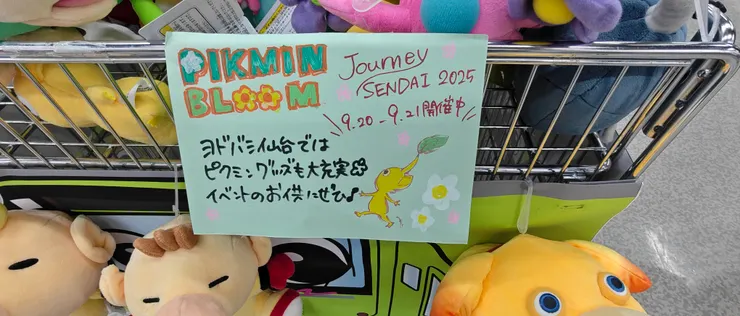 PIKMIN
BLOOM
Journey
SENDAI 2025
9.20 - 9.21 開催中
ヨドバシ仙台では
ピクミングッズも大充実
イベントのお供にぜひ♪